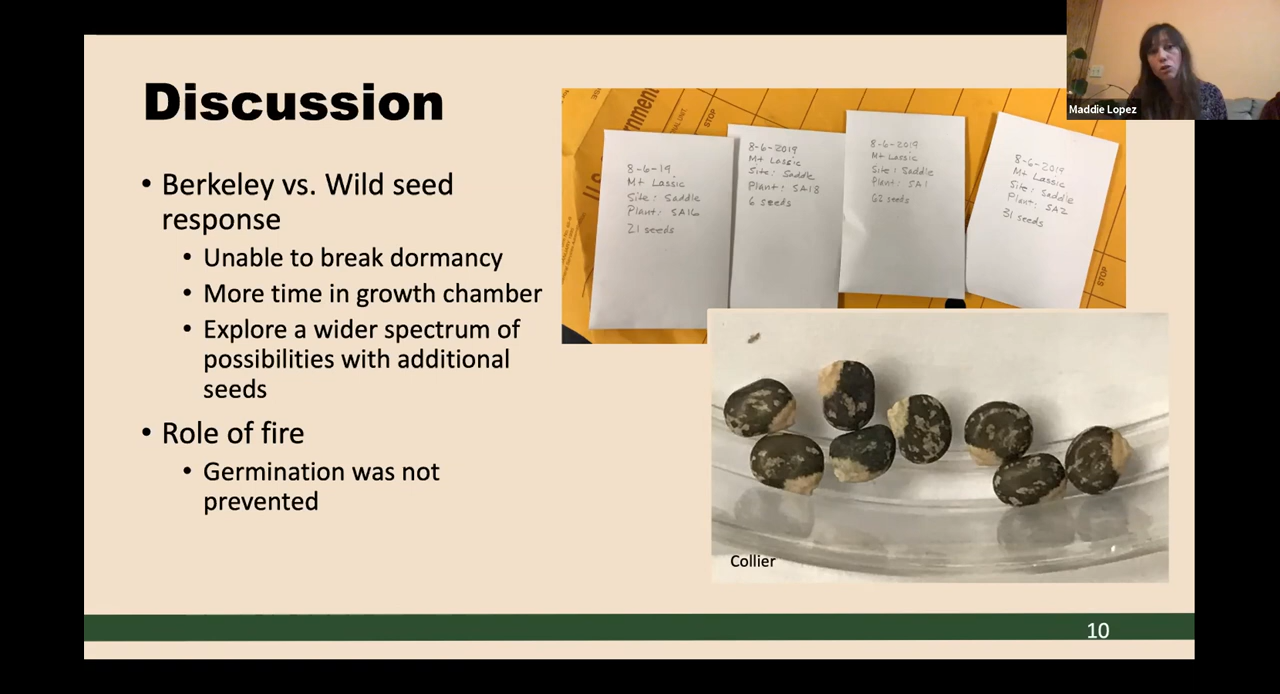 Discussion
• Berkeley vs. Wild seed
response
• Unable to break dormancy
• More time in growth chamber
• Explore a wider spectrum of
possibilities with additional
seeds
• Role of fire
• Germination was not
prevented
STOP
8-6-19
Mt Lassic
Site: Saddle
Plant: SA16
21 seeds
8-6-2019
Mt Lassic
Site: Saddle
Plant: SA18
6 seeds
8-6-2019
Mt Lassic
Site: Saddle
Plant: SA1
62 seeds
8-6-2019
Mt Lassic
Site: Saddle
Plant: SA2
31 seeds
STOP
Collier
10
Maddie Lopez